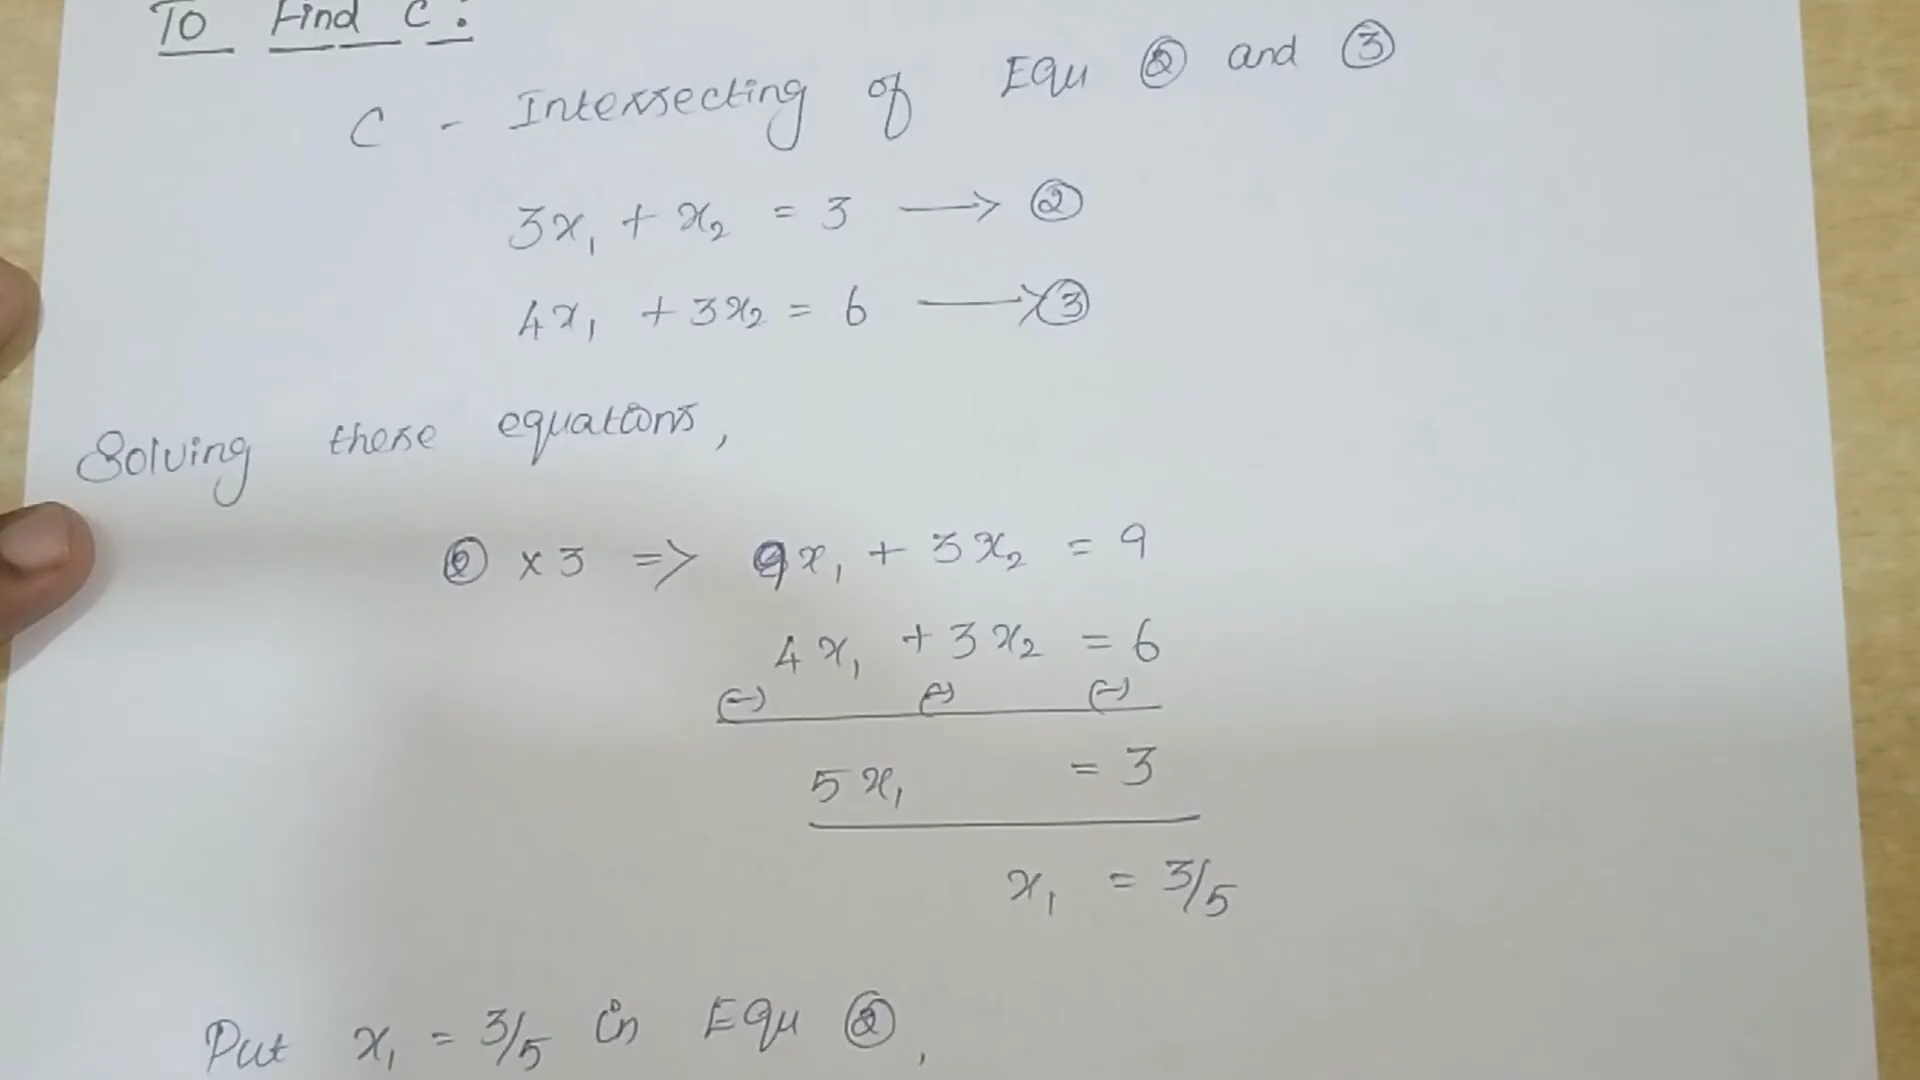 To Find C:
C - Intersecting of Equ ② and ③
3x₁ + x₂ = 3 → ②
4x₁ + 3x₂ = 6 → ③
Solving these equations,
② x 3 => 9x₁ + 3x₂ = 9
4x₁ + 3x₂ = 6
(-) (-) (-)
5x₁ = 3
x₁ = 3/5
Put x₁ = 3/5 in Equ ②,